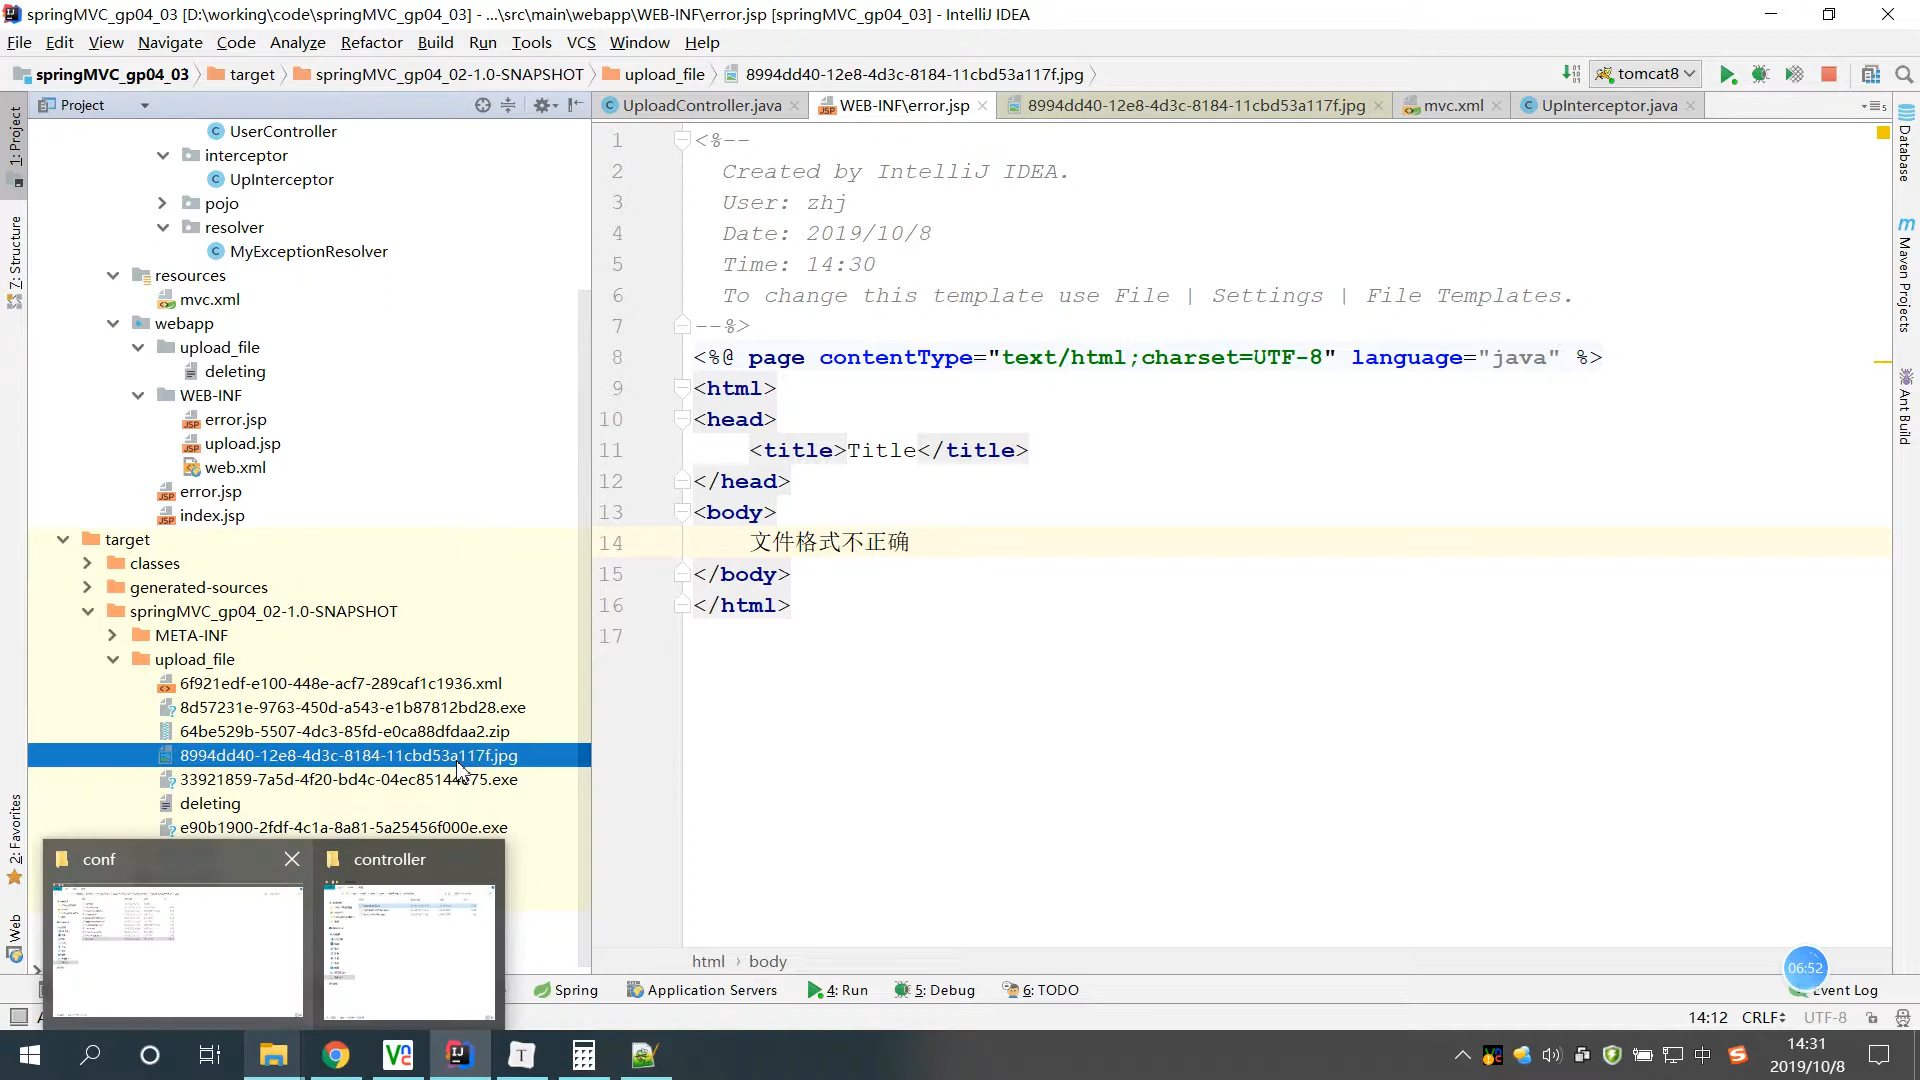 springMVC_gp04_03 [D:\working\code\springMVC_gp04_03] - ...\src\main\webapp\WEB-INF\error.jsp [springMVC_gp04_03] - IntelliJ IDEA
File Edit View Navigate Code Analyze Refactor Build Run Tools VCS Window Help
springMVC_gp04_03 target springMVC_gp04_02-1.0-SNAPSHOT upload_file 8994dd40-12e8-4d3c-8184-11cbd53a117f.jpg tomcat8
Project
UploadController.java WEB-INF\error.jsp 8994dd40-12e8-4d3c-8184-11cbd53a117f.jpg mvc.xml UpInterceptor.java
1: Project
7: Structure
2: Favorites
Web
UserController
interceptor
UpInterceptor
pojo
resolver
MyExceptionResolver
resources
mvc.xml
webapp
upload_file
deleting
WEB-INF
error.jsp
upload.jsp
web.xml
error.jsp
index.jsp
target
classes
generated-sources
springMVC_gp04_02-1.0-SNAPSHOT
META-INF
upload_file
6f921edf-e100-448e-acf7-289caf1c1936.xml
8d57231e-9763-450d-a543-e1b87812bd28.exe
64be529b-5507-4dc3-85fd-e0ca88dfdaa2.zip
8994dd40-12e8-4d3c-8184-11cbd53a117f.jpg
deleting
e90b1900-2fdf-4c1a-8a81-5a25456f000e.exe
conf
controller
1 <%--
2 Created by IntelliJ IDEA.
3 User: zhj
4 Date: 2019/10/8
5 Time: 14:30
6 To change this template use File | Settings | File Templates.
7 --%>
8 <%@ page contentType="text/html;charset=UTF-8" language="java" %>
9 <html>
10 <head>
11 <title>Title</title>
12 </head>
13 <body>
14 文件格式不正确
15 </body>
16 </html>
17
html › body
Database
Maven Projects
Ant Build
06:52
Spring Application Servers 4: Run 5: Debug 6: TODO Event Log
14:12 CRLF UTF-8
中
14:31
2019/10/8